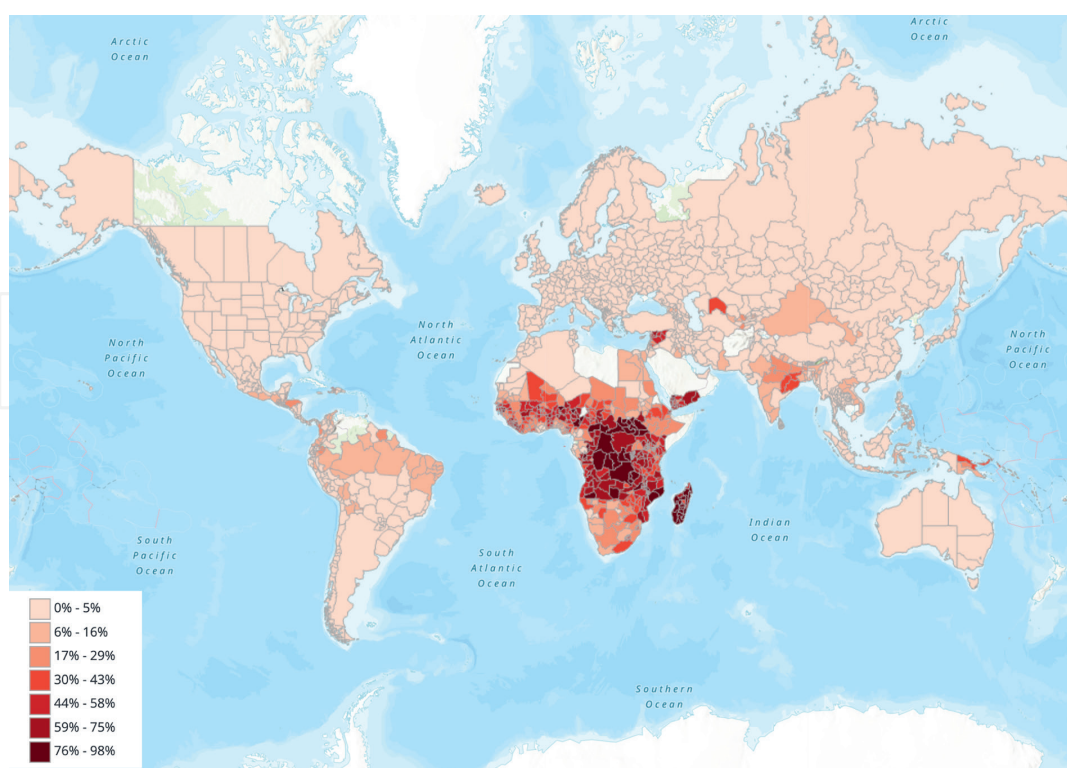 Arctic
Ocean
Arctic
Ocean
North
Pacific
Ocean
North
Atlantic
Ocean
North
Pacific
Ocean
South
Pacific
Ocean
South
Atlantic
Ocean
Indian
Ocean
Southern
Ocean
0% - 5%
6% - 16%
17% - 29%
30% - 43%
44% - 58%
59% - 75%
76% - 98%